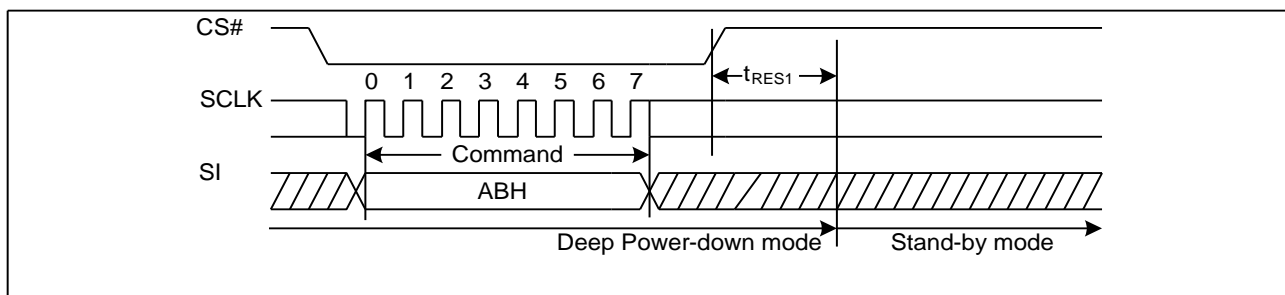 CS#
tRES1
0 1 2 3 4 5 6 7
SCLK
Command
SI
ABH
Deep Power-down mode Stand-by mode